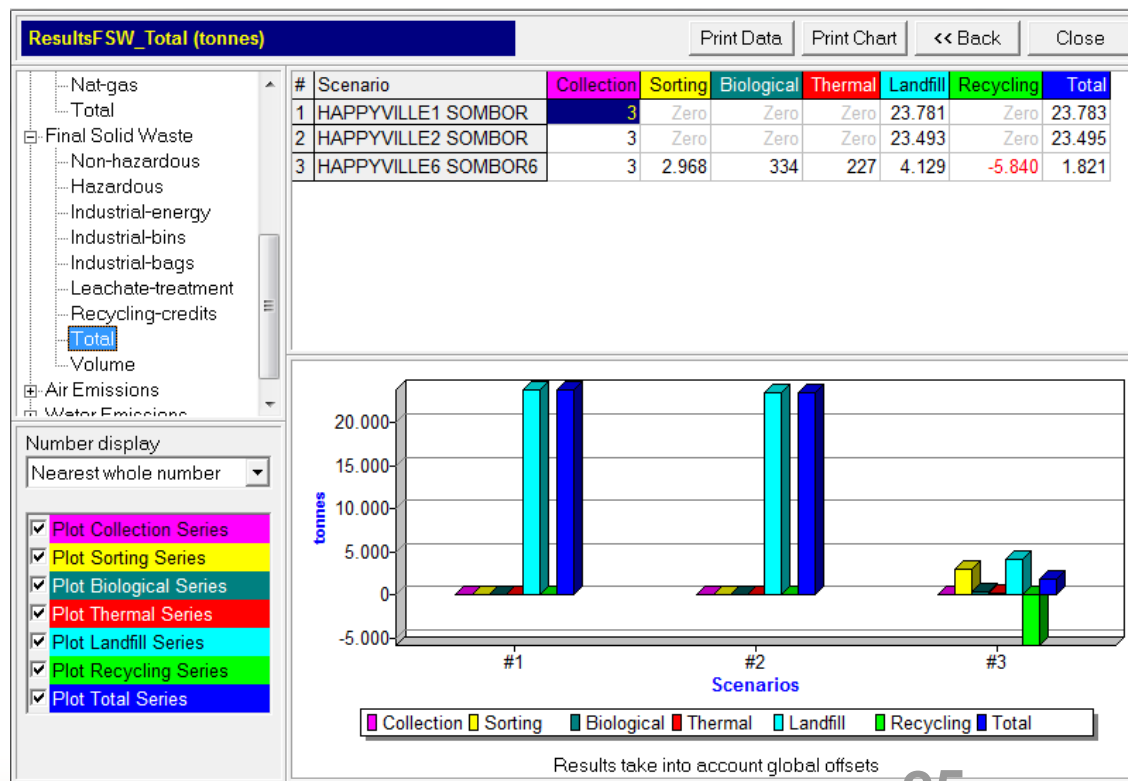 ResultsFSW_Total (tonnes)
Print Data Print Chart << Back Close
Nat-gas
Total
Final Solid Waste
Non-hazardous
Hazardous
Industrial-energy
Industrial-bins
Industrial-bags
Leachate-treatment
Recycling-credits
Total
Volume
Air Emissions
Water Emissions
# Scenario Collection Sorting Biological Thermal Landfill Recycling Total
1 HAPPYVILLE1 SOMBOR 3 Zero Zero Zero 23.781 Zero 23.783
2 HAPPYVILLE2 SOMBOR 3 Zero Zero Zero 23.493 Zero 23.495
3 HAPPYVILLE6 SOMBOR6 3 2.968 334 227 4.129 -5.840 1.821
Number display
Nearest whole number
Plot Collection Series
Plot Sorting Series
Plot Biological Series
Plot Thermal Series
Plot Landfill Series
Plot Recycling Series
Plot Total Series
20.000
15.000
10.000
5.000
0
-5.000
tonnes
#1 #2 #3
Scenarios
Collection Sorting Biological Thermal Landfill Recycling Total
Results take into account global offsets